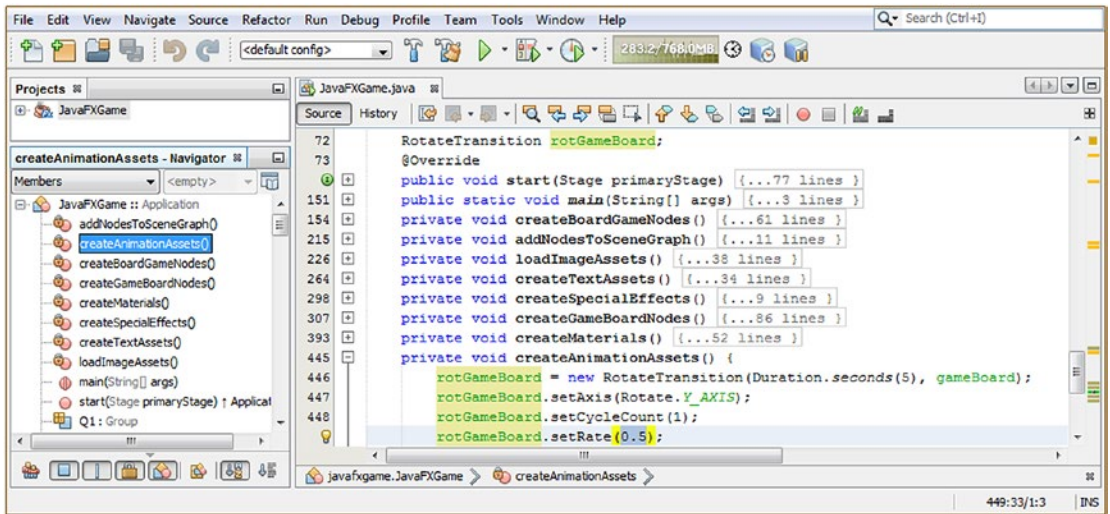 File Edit View Navigate Source Refactor Run Debug Profile Team Tools Window Help
Search (Ctrl+I)
<default config>
283.2/768.0MB
Projects
JavaFXGame
createAnimationAssets - Navigator
Members
<empty>
JavaFXGame :: Application
addNodesToSceneGraph()
createAnimationAssets()
createBoardGameNodes()
createGameBoardNodes()
createMaterials()
createSpecialEffects()
createTextAssets()
loadImageAssets()
main(String[] args)
start(Stage primaryStage) ↑ Applicat
Q1 : Group
JavaFXGame.java
Source History
72 RotateTransition rotGameBoard;
73 @Override
public void start(Stage primaryStage) {...77 lines }
151 public static void main(String[] args) {...3 lines }
154 private void createBoardGameNodes() {...61 lines }
215 private void addNodesToSceneGraph() {...11 lines }
226 private void loadImageAssets() {...38 lines }
264 private void createTextAssets() {...34 lines }
298 private void createSpecialEffects() {...9 lines }
307 private void createGameBoardNodes() {...86 lines }
393 private void createMaterials() {...52 lines }
445 private void createAnimationAssets() {
446 rotGameBoard = new RotateTransition(Duration.seconds(5), gameBoard);
447 rotGameBoard.setAxis(Rotate.Y_AXIS);
448 rotGameBoard.setCycleCount(1);
rotGameBoard.setRate(0.5);
javafxgame.JavaFXGame
createAnimationAssets
449:33/1:3
INS